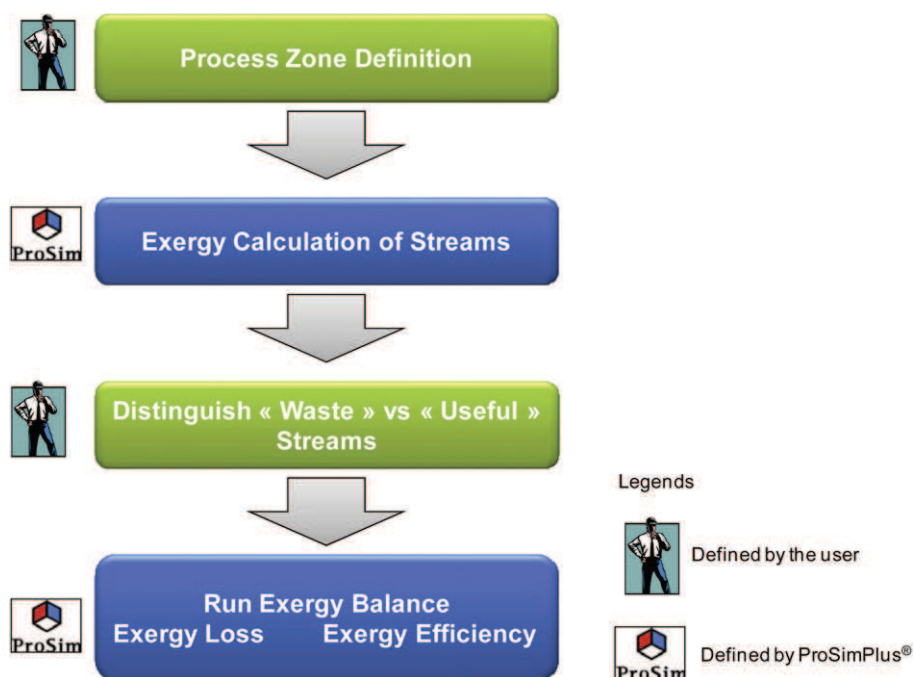 Process Zone Definition
ProSim
Exergy Calculation of Streams
Distinguish « Waste » vs « Useful »
Streams
ProSim
Run Exergy Balance
Exergy Loss Exergy Efficiency
Legends
Defined by the user
ProSim
Defined by ProSimPlus®